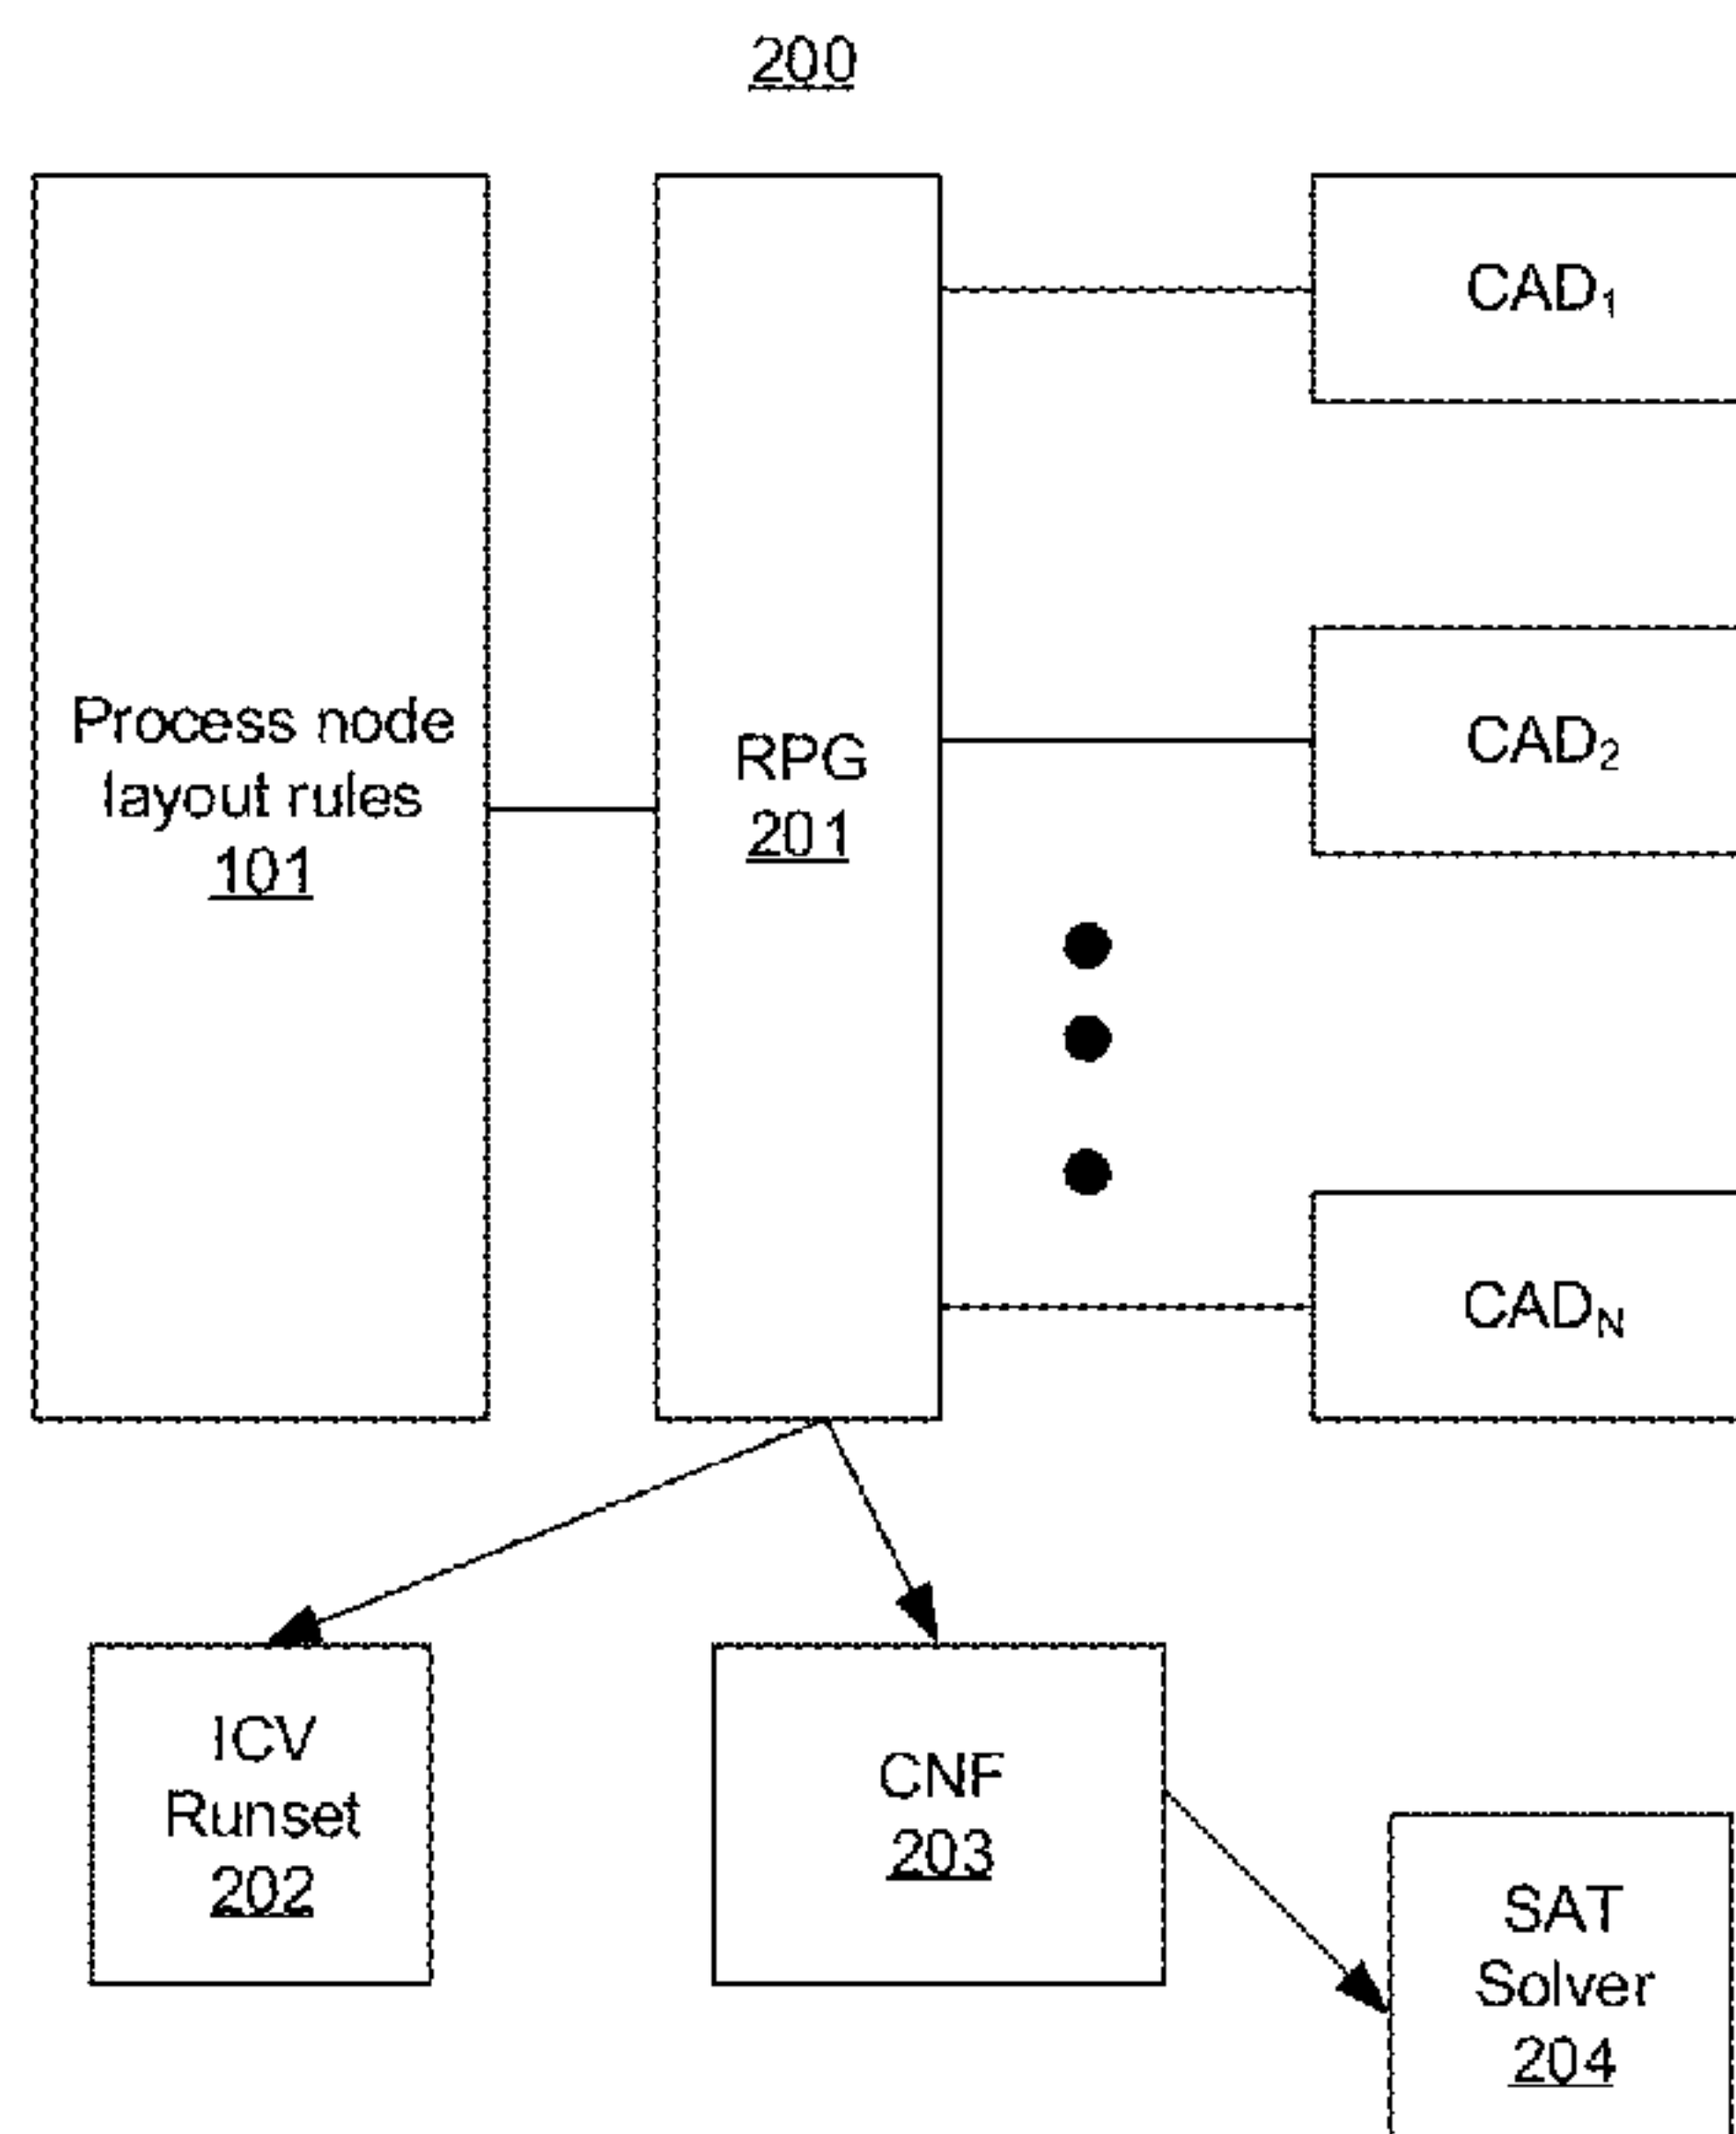 200
Process node
layout rules
101
RPG
201
CAD₁
CAD₂
CADN
ICV
Runset
202
CNF
203
SAT
Solver
204